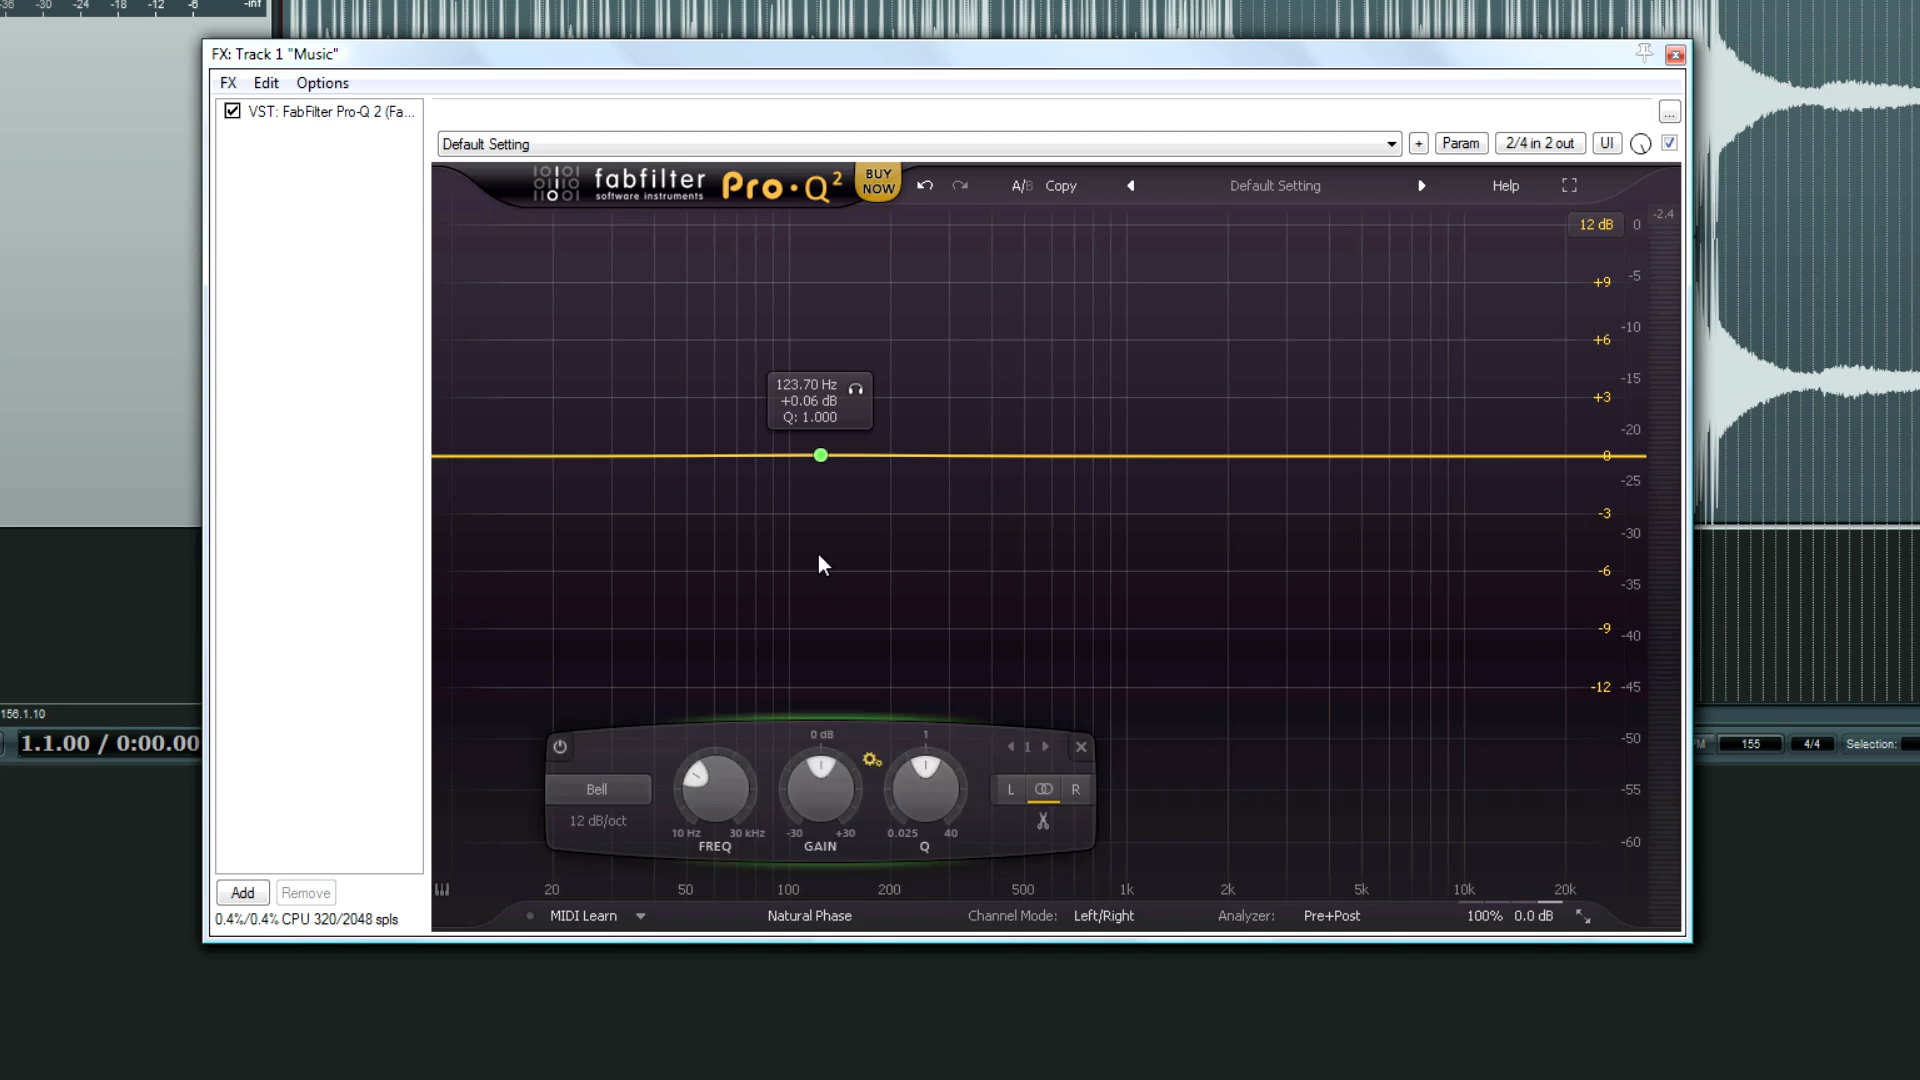 -36 -30 -24 -18 -12 -6 -inf
FX: Track 1 "Music"
FX Edit Options
VST: FabFilter Pro-Q 2 (Fa...
...
Default Setting
+ Param 2/4 in 2 out UI
fabfilter
software instruments
Pro·Q²
BUY
NOW
A/B Copy
Default Setting
Help
12 dB 0 -2.4
+9 -5
+6 -10
-15
+3
-20
0
-25
-3
-30
-6
-35
-9 -40
-12 -45
-50
-55
-60
123.70 Hz
+0.06 dB
Q: 1.000
0 dB 1
1
Bell
12 dB/oct
L R
10 Hz 30 kHz -30 +30 0.025 40
FREQ GAIN Q
20 50 100 200 500 1k 2k 5k 10k 20k
MIDI Learn Natural Phase Channel Mode: Left/Right Analyzer: Pre+Post 100% 0.0 dB
Add Remove
0.4%/0.4% CPU 320/2048 spls
156.1.10
1.1.00 / 0:00.00
155 4/4 Selection: